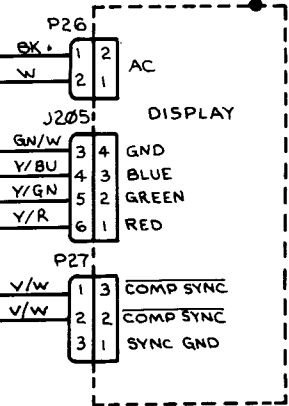 P26
BK. 1 2 AC
W 2 1
DISPLAY
J205
GN/W 3 4 GND
Y/BU 4 3 BLUE
Y/GN 5 2 GREEN
Y/R 6 1 RED
P27
V/W 1 3 COMP SYNC
V/W 2 2 COMP SYNC
3 1 SYNC GND